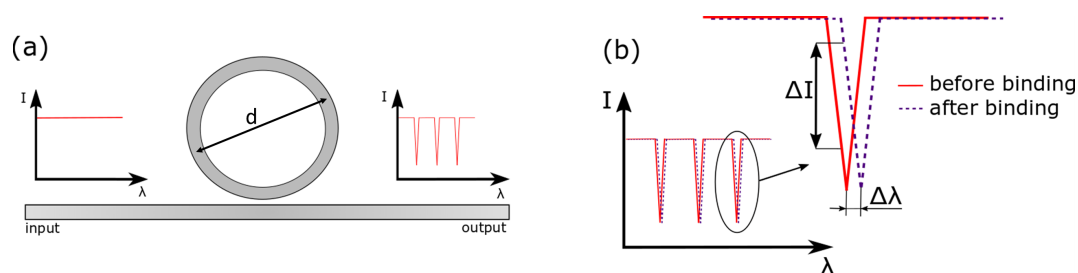 (a)
I
λ
d
I
λ
input
output
(b)
I
λ
ΔI
Δλ
before binding
after binding